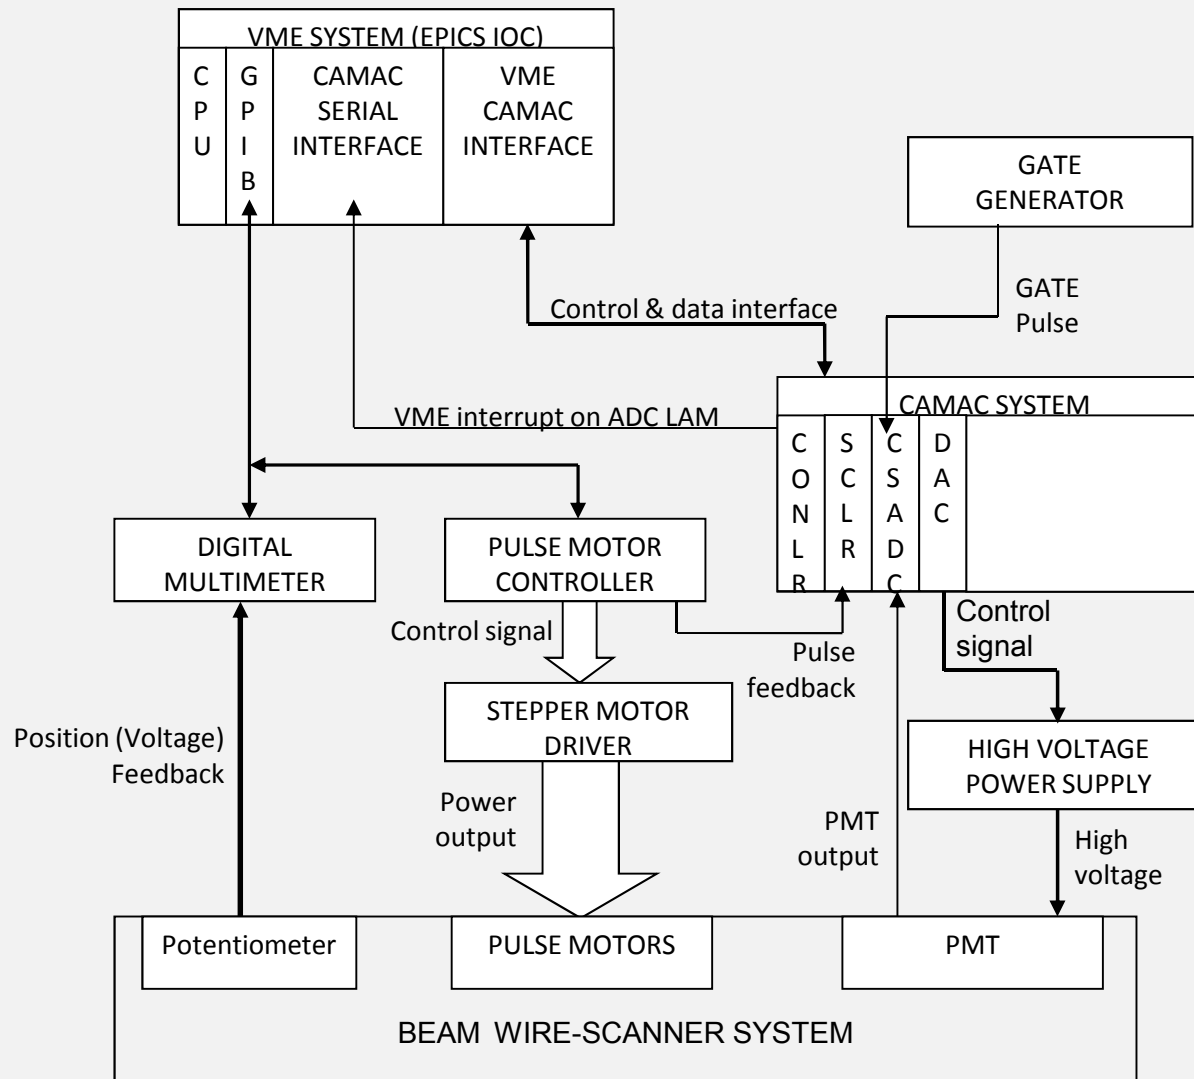 VME SYSTEM (EPICS IOC)
C
P
U
G
P
I
B
CAMAC
SERIAL
INTERFACE
VME
CAMAC
INTERFACE
GATE
GENERATOR
GATE
Pulse
Control & data interface
CAMAC SYSTEM
VME interrupt on ADC LAM
C
O
N
L
R
S
C
L
R
C
S
A
D
C
D
A
C
DIGITAL
MULTIMETER
PULSE MOTOR
CONTROLLER
Control signal
Pulse
feedback
Control
signal
STEPPER MOTOR
DRIVER
Position (Voltage)
Feedback
HIGH VOLTAGE
POWER SUPPLY
Power
output
PMT
output
High
voltage
Potentiometer
PULSE MOTORS
PMT
BEAM WIRE-SCANNER SYSTEM